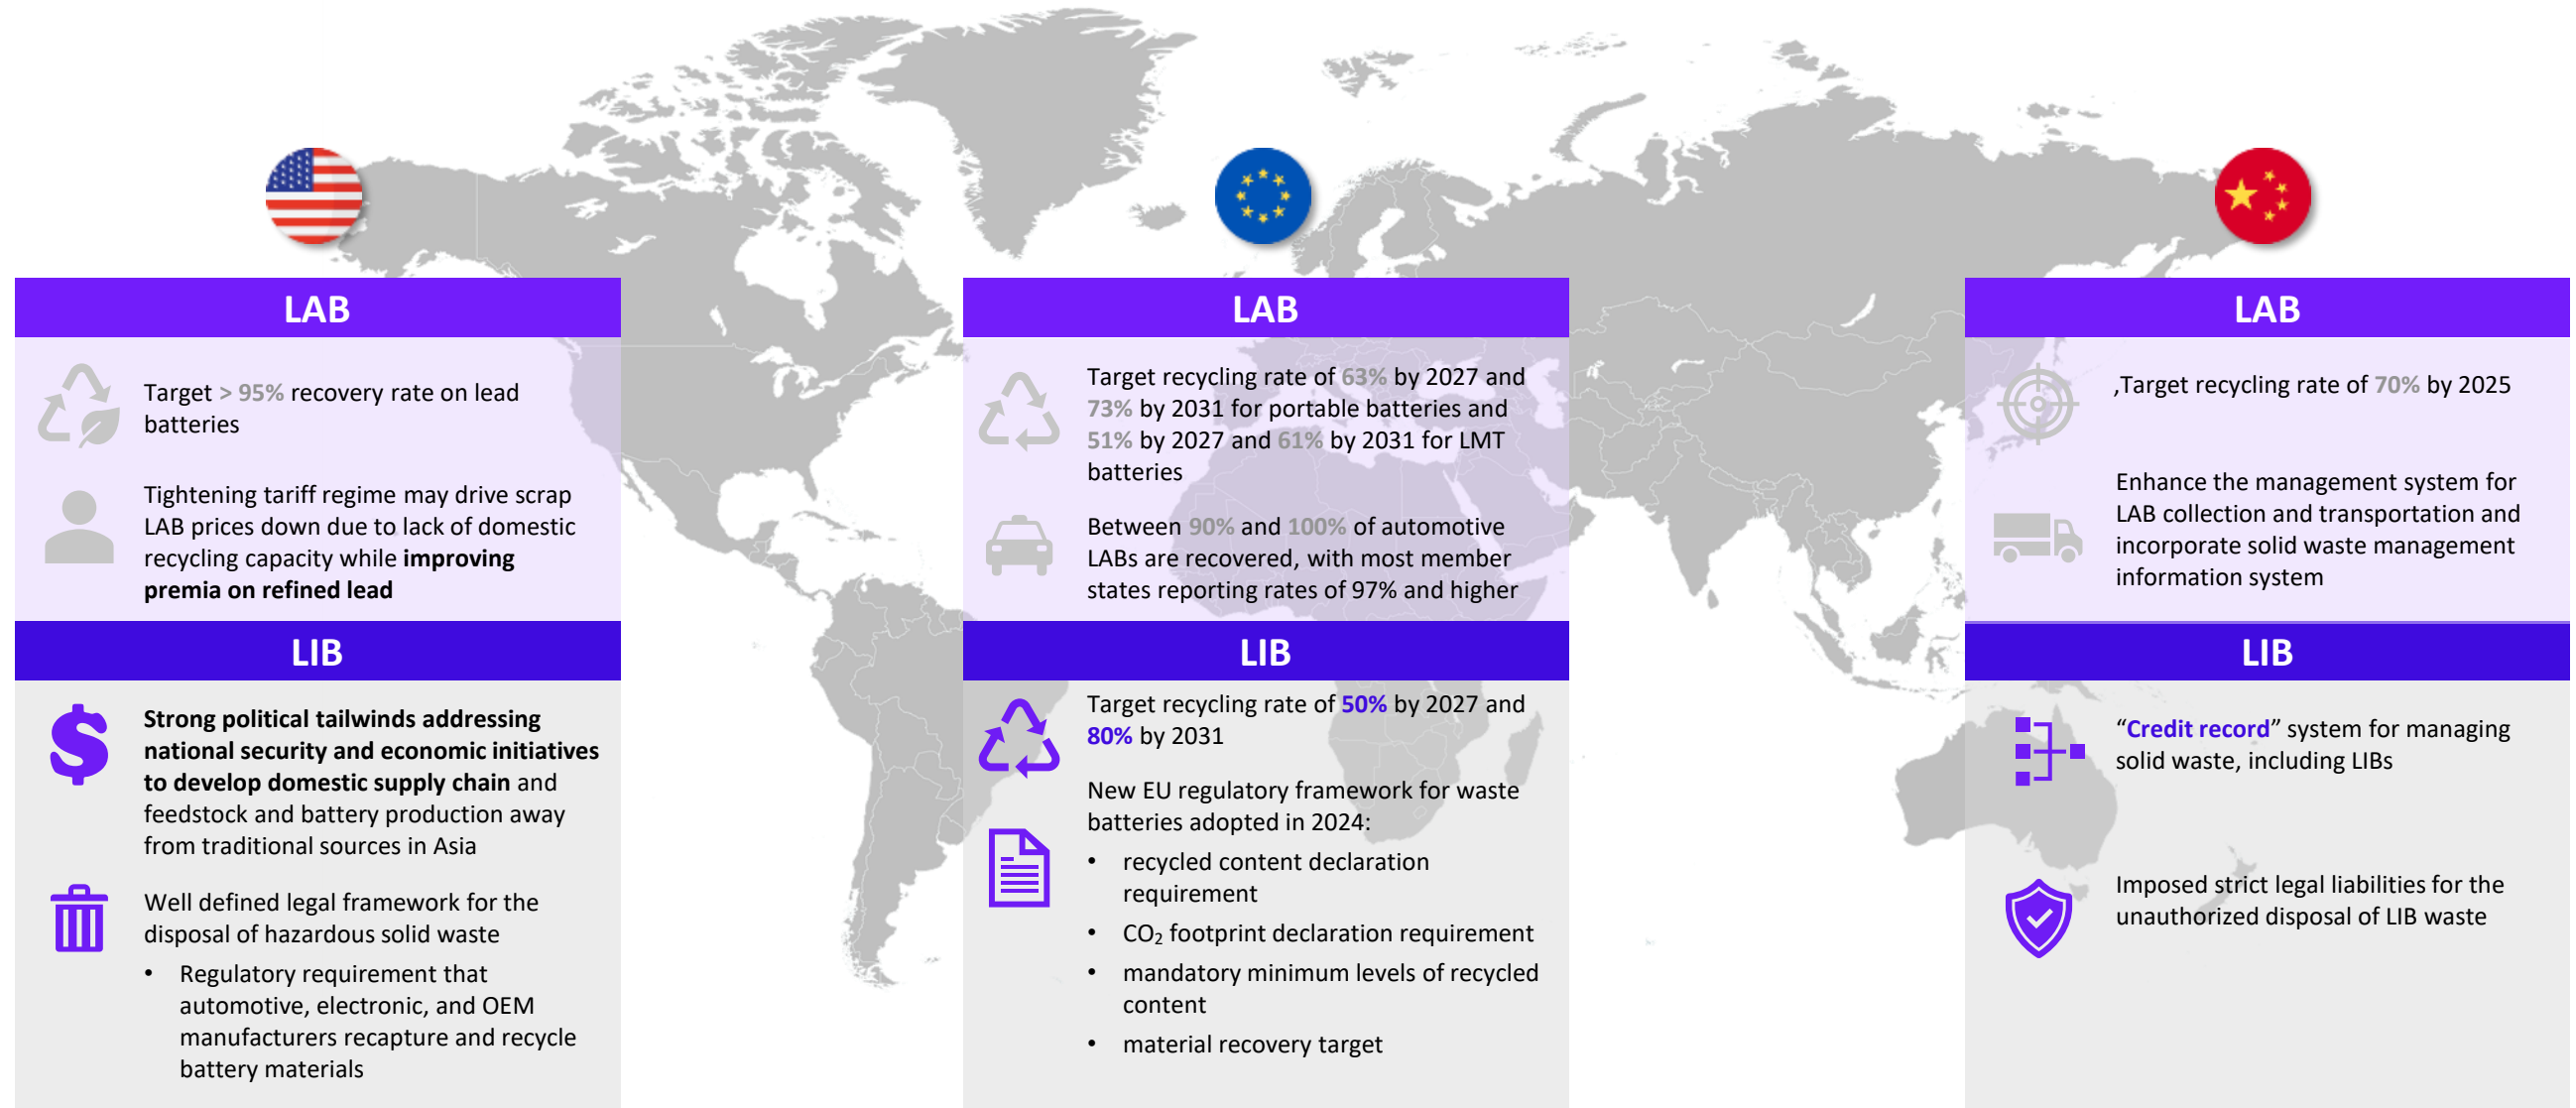 LAB
Target > 95% recovery rate on lead
batteries
Tightening tariff regime may drive scrap
LAB prices down due to lack of domestic
recycling capacity while improving
premia on refined lead
LIB
Strong political tailwinds addressing
national security and economic initiatives
to develop domestic supply chain and
feedstock and battery production away
from traditional sources in Asia
Well defined legal framework for the
disposal of hazardous solid waste
• Regulatory requirement that
automotive, electronic, and OEM
manufacturers recapture and recycle
battery materials
LAB
Target recycling rate of 63% by 2027 and
73% by 2031 for portable batteries and
51% by 2027 and 61% by 2031 for LMT
batteries
Between 90% and 100% of automotive
LABs are recovered, with most member
states reporting rates of 97% and higher
LIB
Target recycling rate of 50% by 2027 and
80% by 2031
New EU regulatory framework for waste
batteries adopted in 2024:
• recycled content declaration
requirement
• CO₂ footprint declaration requirement
• mandatory minimum levels of recycled
content
• material recovery target
LAB
,Target recycling rate of 70% by 2025
Enhance the management system for
LAB collection and transportation and
incorporate solid waste management
information system
LIB
“Credit record” system for managing
solid waste, including LIBs
Imposed strict legal liabilities for the
unauthorized disposal of LIB waste